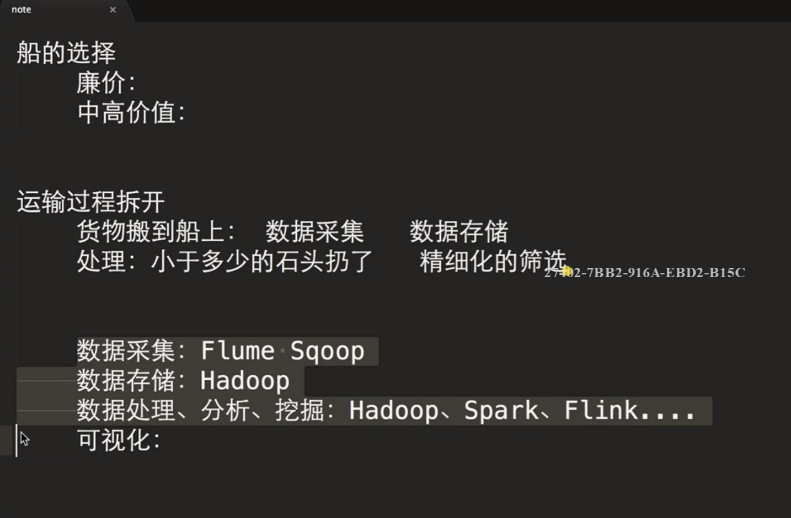 note
船的选择
廉价:
中高价值:
运输过程拆开
货物搬到船上: 数据采集 数据存储
处理: 小于多少的石头扔了 精细化的筛选
-7BB2-916A-EBD2-B15C
数据采集: Flume Sqoop
数据存储: Hadoop
数据处理、分析、挖掘: Hadoop、Spark、Flink....
可视化: